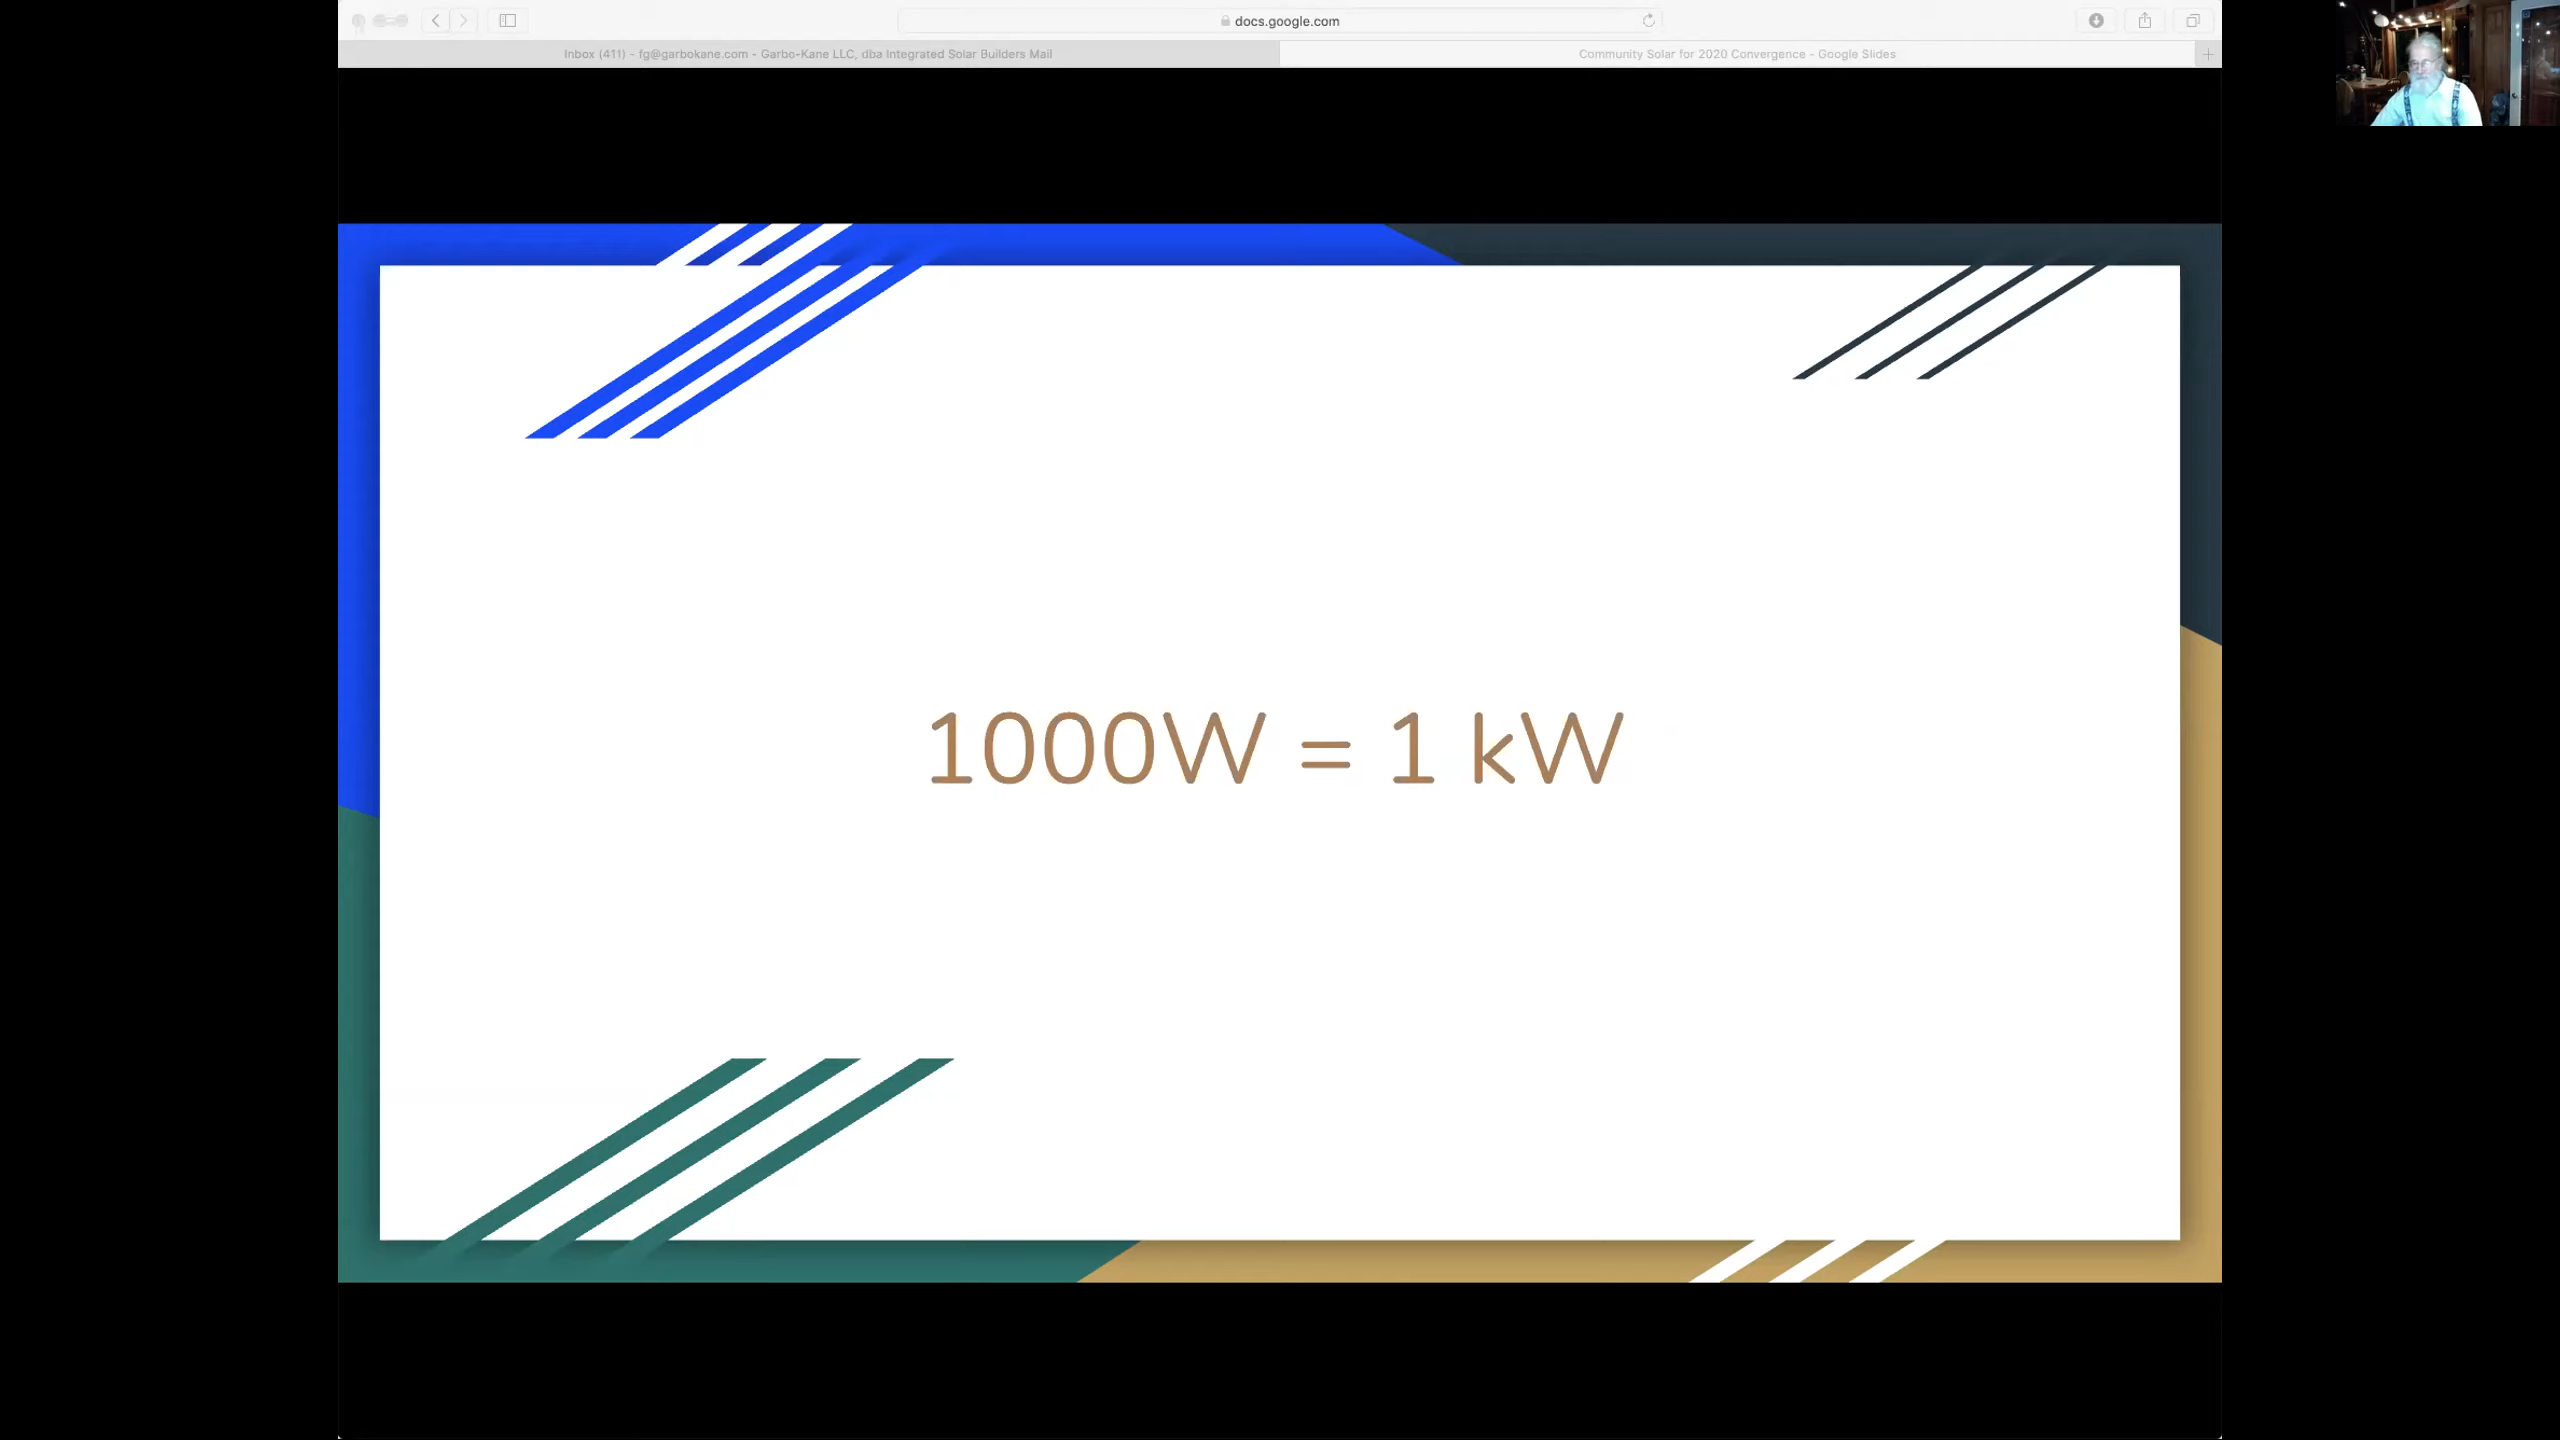 docs.google.com
Inbox (411) - fg@garbokane.com - Garbo-Kane LLC, dba Integrated Solar Builders Mail
Community Solar for 2020 Convergence - Google Slides
1000W = 1 kW